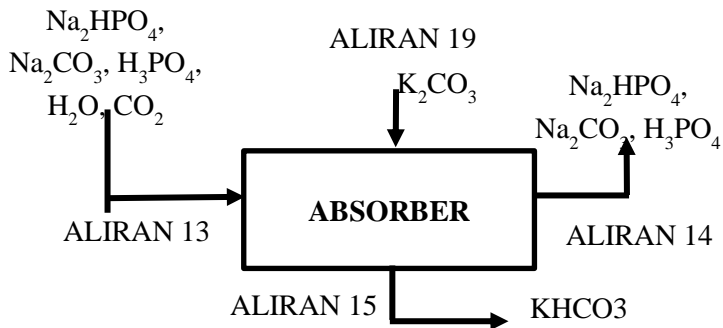 Na₂HPO₄,
Na₂CO₃, H₃PO₄,
H₂O, CO₂
ALIRAN 19
K₂CO₃
Na₂HPO₄,
Na₂CO₃, H₃PO₄
ABSORBER
ALIRAN 13
ALIRAN 14
ALIRAN 15
KHCO3